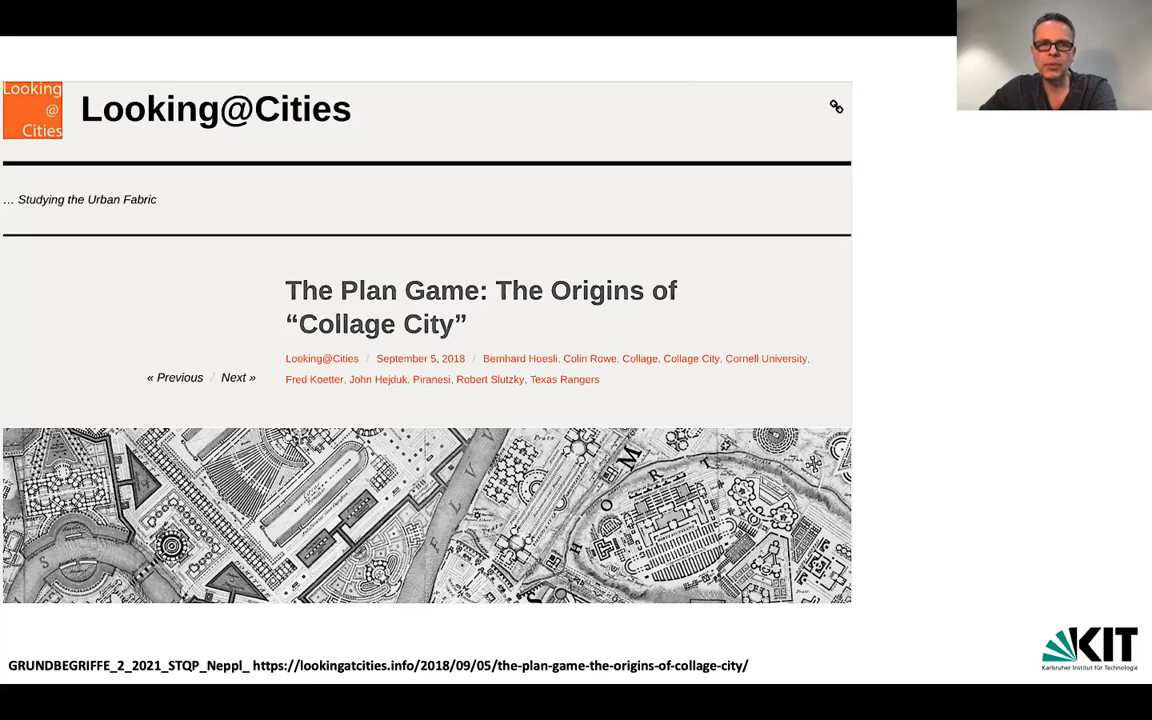 Looking
@
Cities
Looking@Cities
... Studying the Urban Fabric
The Plan Game: The Origins of
“Collage City”
Looking@Cities / September 5, 2018 / Bernhard Hoesli, Colin Rowe, Collage, Collage City, Cornell University,
Fred Koetter, John Hejduk, Piranesi, Robert Slutzky, Texas Rangers
« Previous / Next »
GRUNDBEGRIFFE_2_2021_STQP_Neppl_ https://lookingatcities.info/2018/09/05/the-plan-game-the-origins-of-collage-city/
KIT
Karlsruher Institut für Technologie